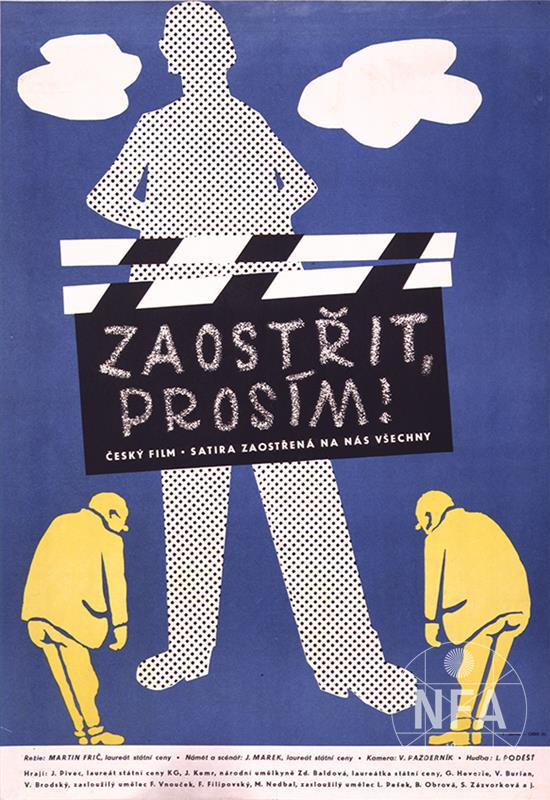 ZAOSTŘIT,
PROSÍM!
ČESKÝ FILM • SATIRA ZAOSTŘENÁ NA NÁS VŠECHNY
NFA
Režie: MARTIN FRIČ, laureát státní ceny • Námět a scénář: J. MAREK, laureát státní ceny • Kamera: V. PAZDERNÍK • Hudba: L. PODÉŠT
Hrají: J. Pivec, laureát státní ceny KG, J. Kemr, národní umělkyně Zd. Baldová, laureátka státní ceny, G. Hevozie, V. Burian,
V. Brodský, zasloužilý umělec F. Vnouček, F. Filipovský, M. Nedbal, zasloužilý umělec L. Pešek, B. Obrová, S. Zázvorková a j.